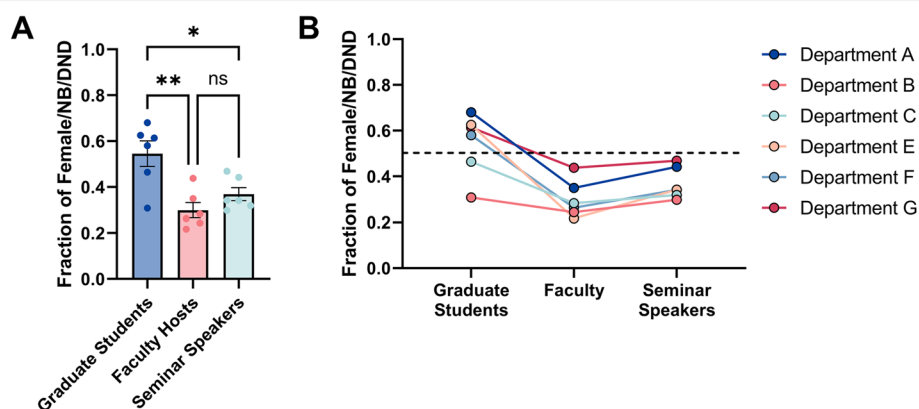 A
Fraction of Female/NB/DND
1.0
0.8
0.6
0.4
0.2
0.0
*
**
ns
Graduate Students
Faculty Hosts
Seminar Speakers
B
Fraction of Female/NB/DND
1.0
0.8
0.6
0.4
0.2
0.0
Graduate
Students
Faculty
Seminar
Speakers
Department A
Department B
Department C
Department E
Department F
Department G